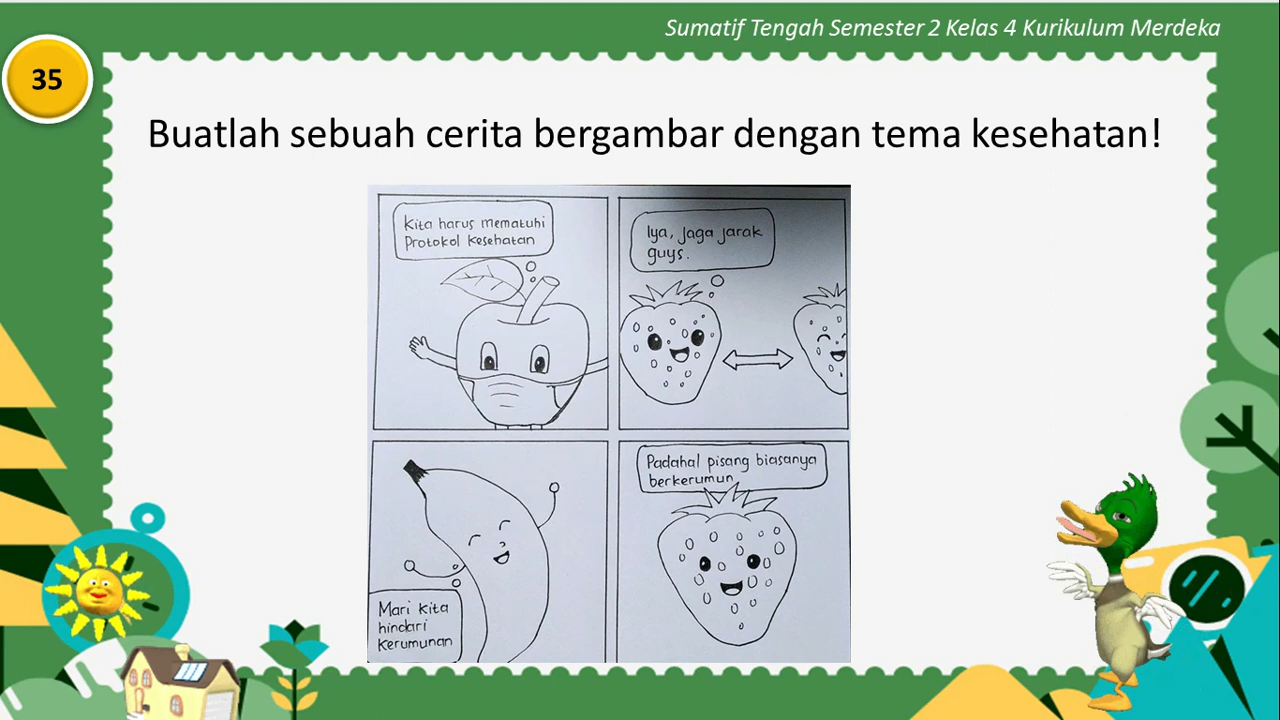 Sumatif Tengah Semester 2 Kelas 4 Kurikulum Merdeka
35
Buatlah sebuah cerita bergambar dengan tema kesehatan!
Kita harus mematuhi
Protokol kesehatan
Iya, Jaga jarak
guys.
Mari kita
hindari
kerumunan
Padahal pisang biasanya
berkerumun